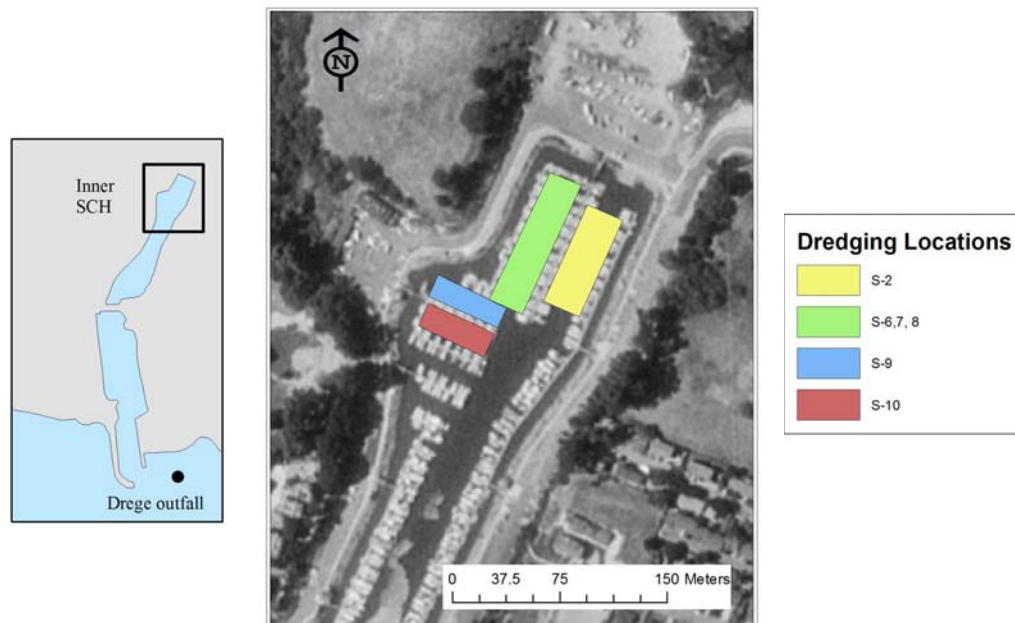 Inner
SCH
Drege outfall
N
0 37.5 75 150 Meters
Dredging Locations
S-2
S-6,7, 8
S-9
S-10